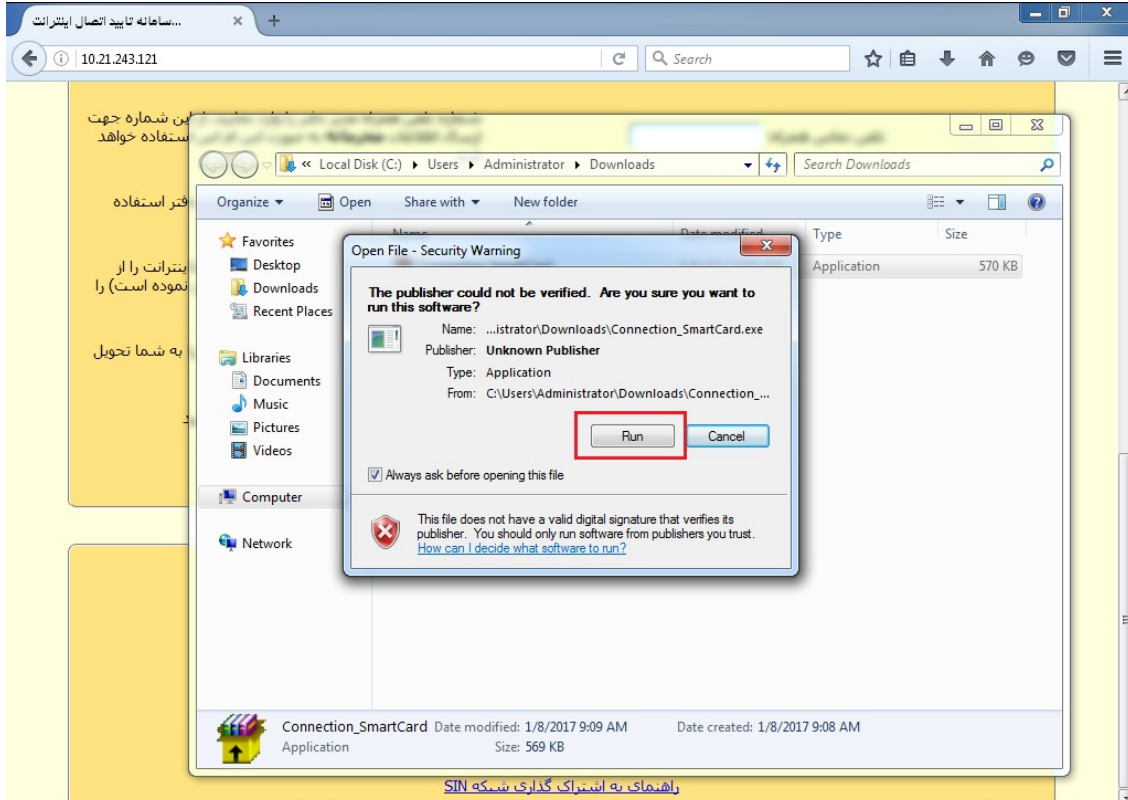 سامانه تایید اتصال اینترانت...
10.21.243.121
Search
این شماره جهت
ستفاده خواهد
Local Disk (C:) Users Administrator Downloads
Search Downloads
فتر استفاده
Organize Open Share with New folder
Name Date modified Type Size
Favorites
Desktop
Application 570 KB
ینترانت را از
Downloads
نموده است) را
Recent Places
به شما تحویل
Libraries
Documents
Music
Pictures
Videos
Computer
Network
Open File - Security Warning
The publisher could not be verified. Are you sure you want to
run this software?
Name: ...istrator\Downloads\Connection_SmartCard.exe
Publisher: Unknown Publisher
Type: Application
From: C:\Users\Administrator\Downloads\Connection_...
Run Cancel
Always ask before opening this file
This file does not have a valid digital signature that verifies its
publisher. You should only run software from publishers you trust.
How can I decide what software to run?
Connection_SmartCard Date modified: 1/8/2017 9:09 AM Date created: 1/8/2017 9:08 AM
Application Size: 569 KB
راهنمای به اشتراک گذاری شبکه SIN